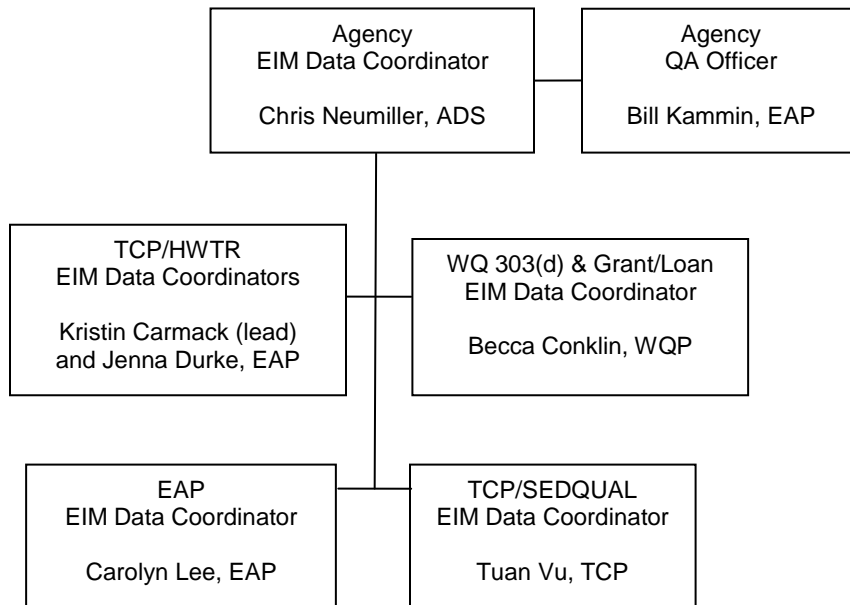 Agency
EIM Data Coordinator
Chris Neumiller, ADS
Agency
QA Officer
Bill Kammin, EAP
TCP/HWTR
EIM Data Coordinators
Kristin Carmack (lead)
and Jenna Durke, EAP
WQ 303(d) & Grant/Loan
EIM Data Coordinator
Becca Conklin, WQP
EAP
EIM Data Coordinator
Carolyn Lee, EAP
TCP/SEDQUAL
EIM Data Coordinator
Tuan Vu, TCP